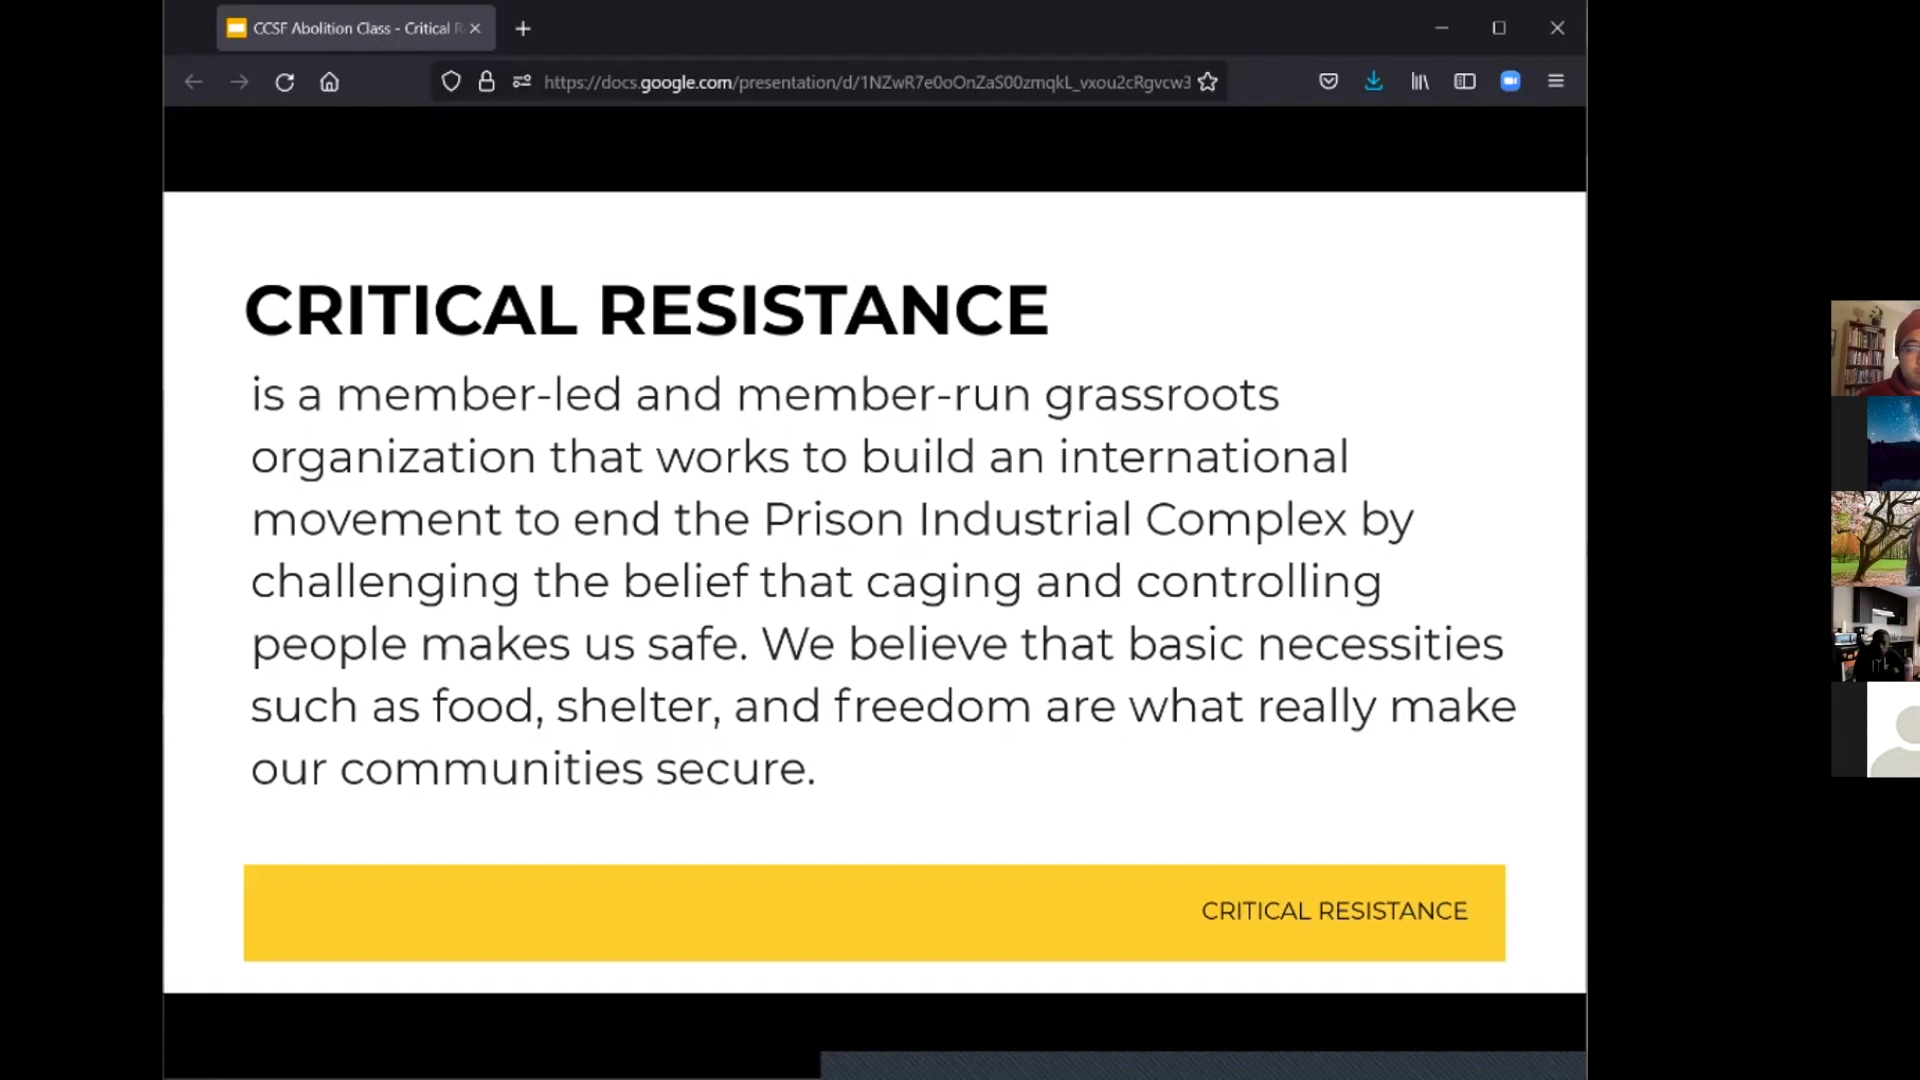 CCSF Abolition Class - Critical
https://docs.google.com/presentation/d/1NZwR7e0oOnZaS00zmqkL_vxou2cRgvcw3
CRITICAL RESISTANCE
is a member-led and member-run grassroots
organization that works to build an international
movement to end the Prison Industrial Complex by
challenging the belief that caging and controlling
people makes us safe. We believe that basic necessities
such as food, shelter, and freedom are what really make
our communities secure.
CRITICAL RESISTANCE